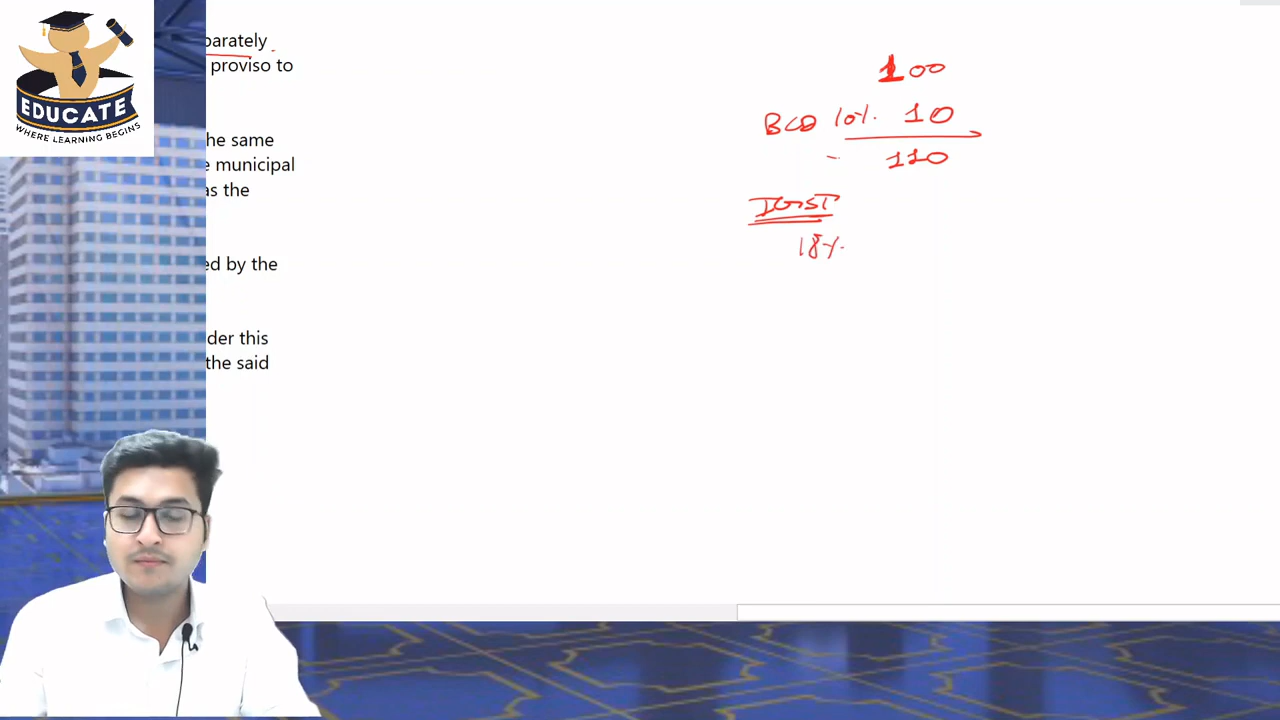 EDUCATE
WHERE LEARNING BEGINS
parately
proviso to
he same
e municipal
as the
ed by the
der this
the said
100
BCD 10% 10
110
IGST
18%